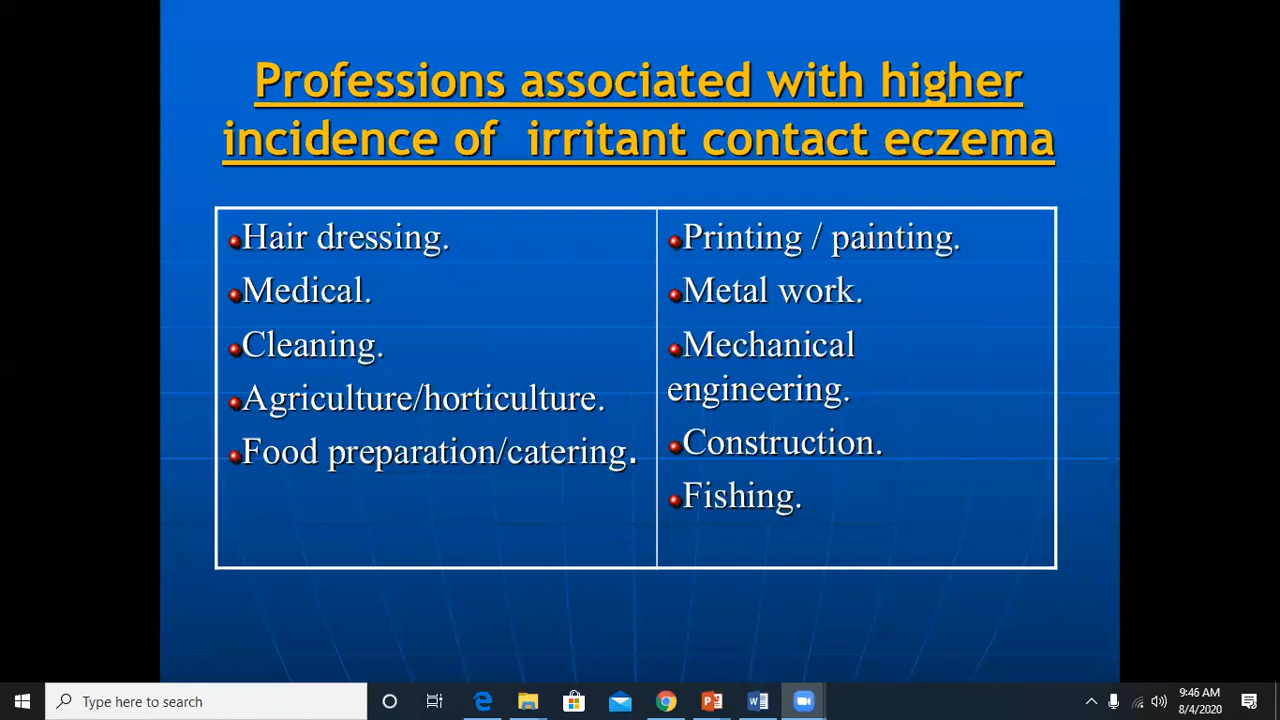 Professions associated with higher
incidence of  irritant contact eczema
Hair dressing.
Medical.
Cleaning.
Agriculture/horticulture.
Food preparation/catering.
Printing / painting.
Metal work.
Mechanical
engineering.
Construction.
Fishing.
Type here to search
9:46 AM
8/4/2020